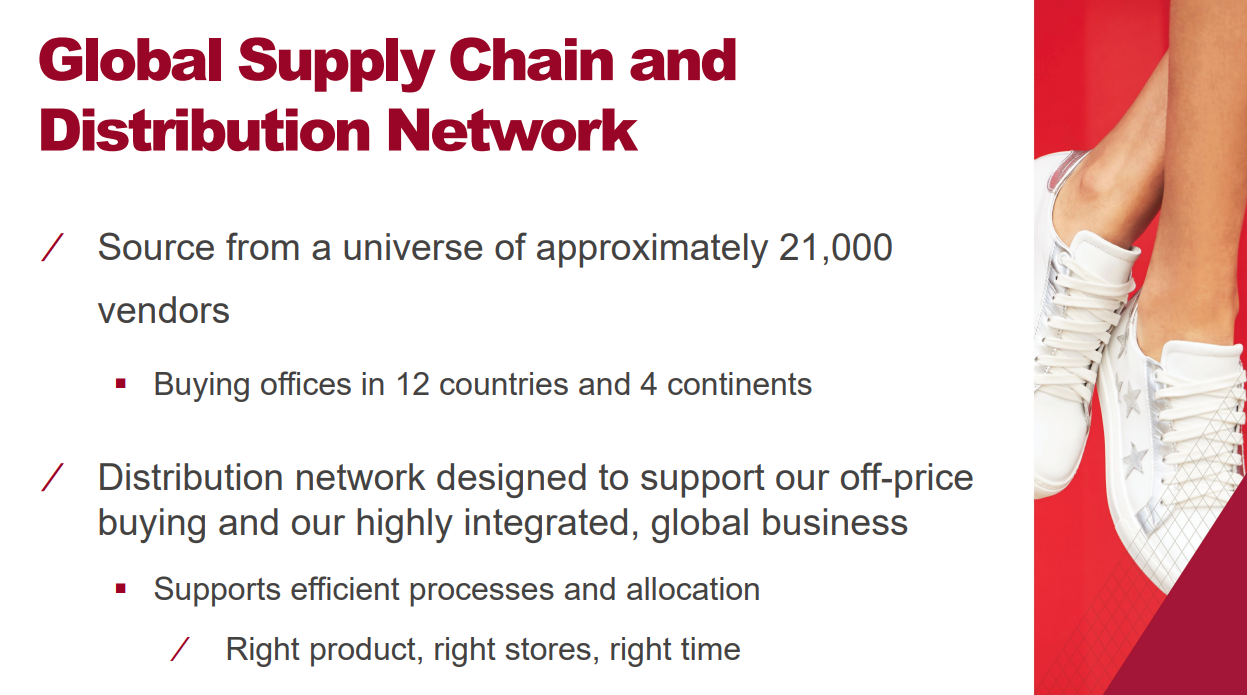 Global Supply Chain and
Distribution Network
Source from a universe of approximately 21,000
vendors
Buying offices in 12 countries and 4 continents
Distribution network designed to support our off-price
buying and our highly integrated, global business
Supports efficient processes and allocation
Right product, right stores, right time